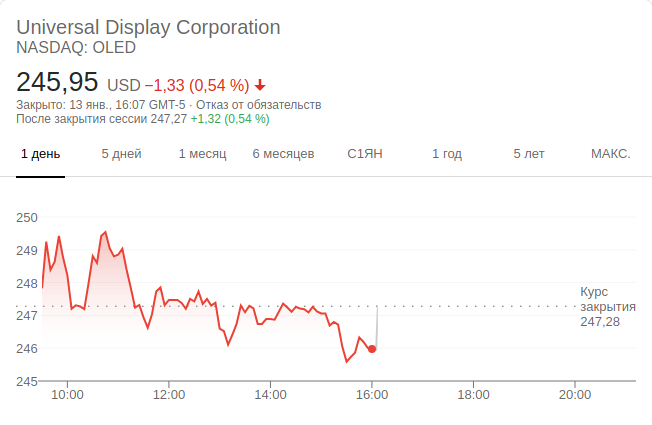 Universal Display Corporation
NASDAQ: OLED
245,95 USD −1,33 (0,54 %)
Закрыто: 13 янв., 16:07 GMT-5 · Отказ от обязательств
После закрытия сессии 247,27 +1,32 (0,54 %)
1 день 5 дней 1 месяц 6 месяцев С1ЯН 1 год 5 лет МАКС.
250
249
248
247
246
245
Курс
закрытия
247,28
10:00 12:00 14:00 16:00 18:00 20:00